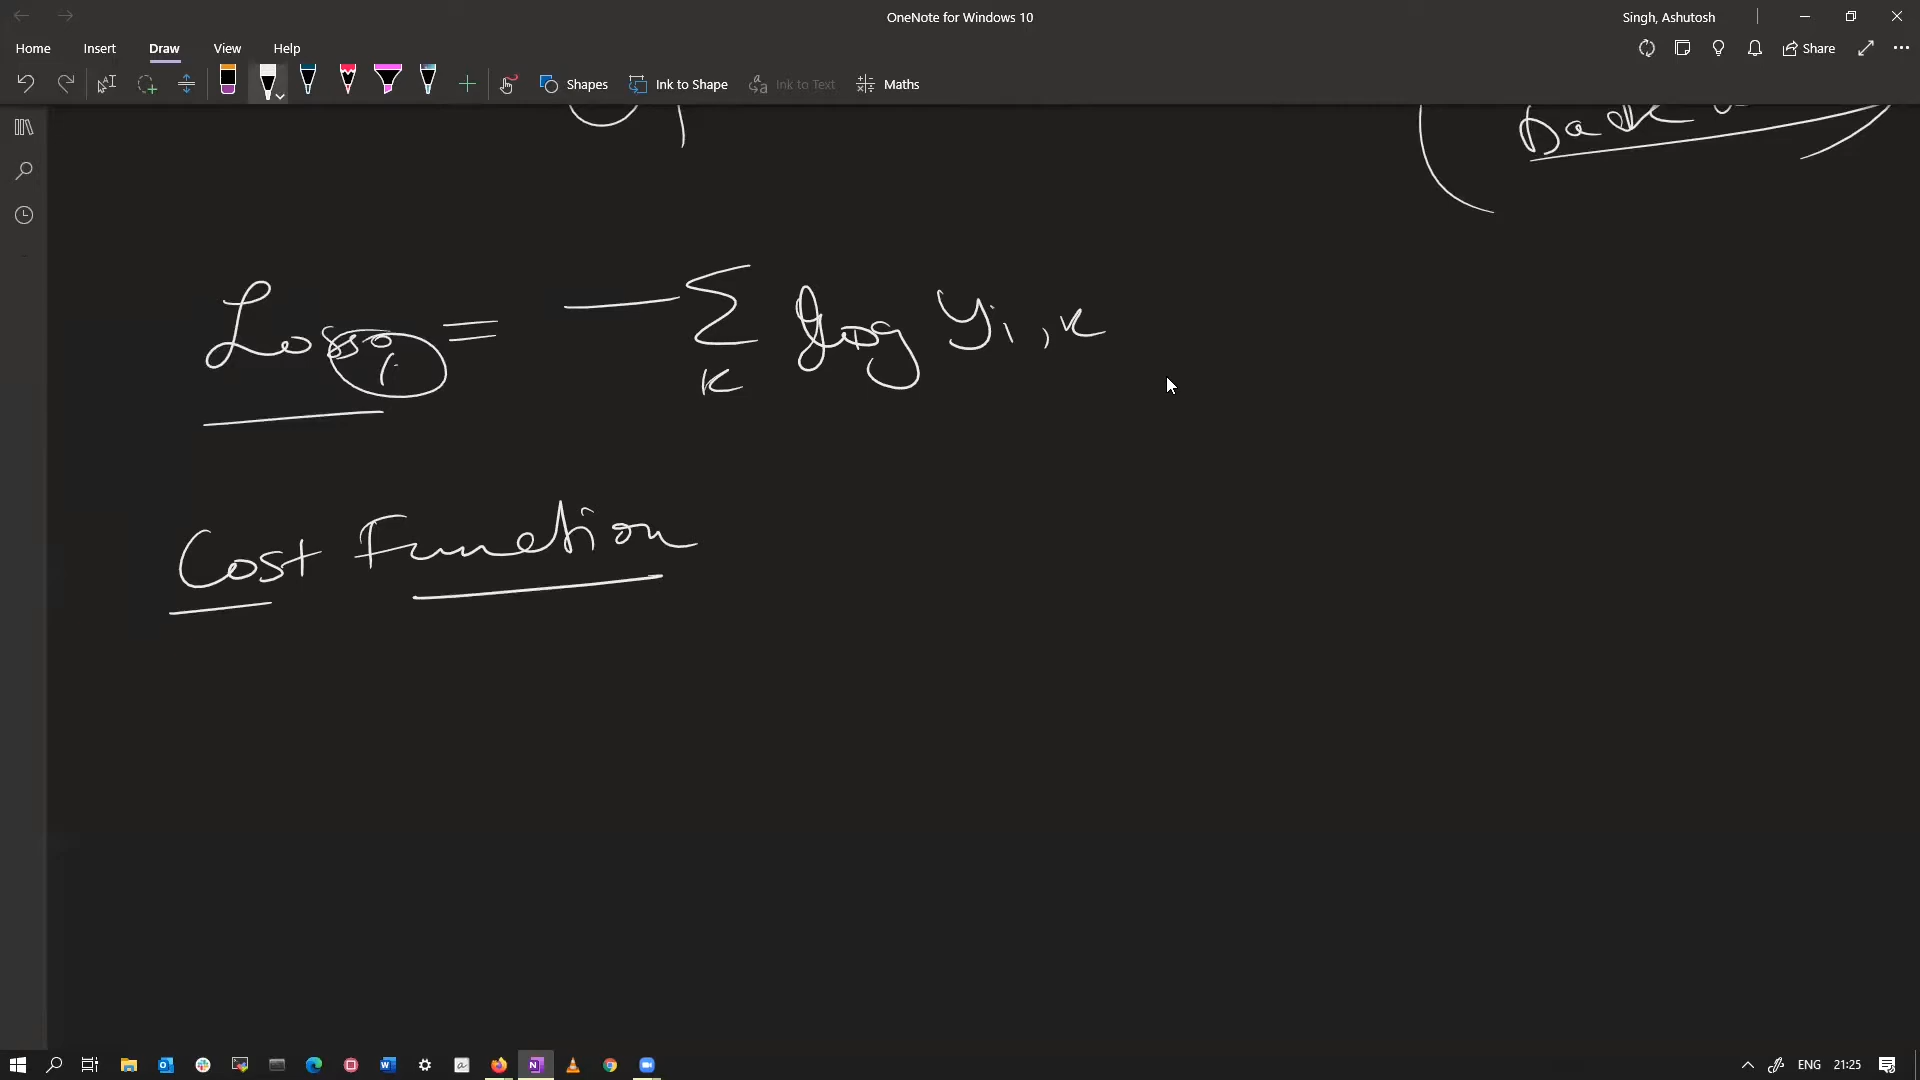 OneNote for Windows 10
Singh, Ashutosh
Home Insert Draw View Help
Share
Shapes Ink to Shape Ink to Text Maths
Loss i = - Σ log y i , k
k
Cost Function
ENG 21:25